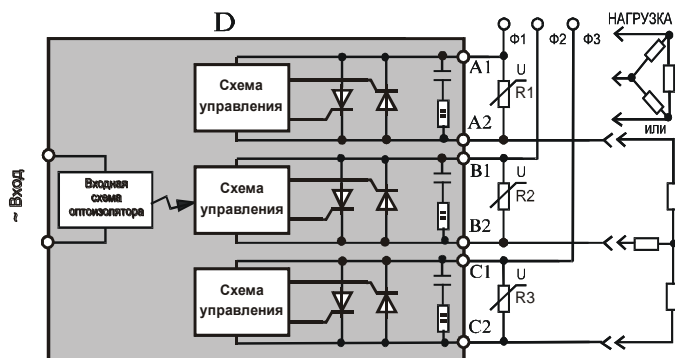 D
Ф1
Ф2
Ф3
НАГРУЗКА
A1
Схема
управления
U
R1
A2
или
B1
~ Вход
Входная
схема
оптоизолятора
Схема
управления
U
R2
B2
C1
Схема
управления
U
R3
C2